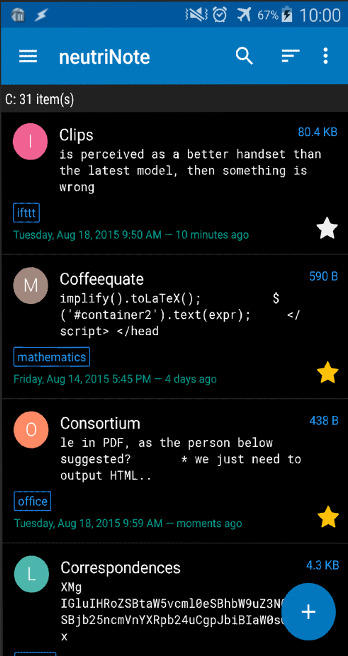 67% 10:00
neutriNote
C: 31 item(s)
I Clips 80.4 KB
is perceived as a better handset than
the latest model, then something is
wrong
ifttt
Tuesday, Aug 18, 2015 9:50 AM — 10 minutes ago
M Coffeequate 590 B
implify().toLaTeX(); $
('#container2').text(expr); </
script> </head
mathematics
Friday, Aug 14, 2015 5:45 PM — 4 days ago
O Consortium 438 B
le in PDF, as the person below
suggested? * we just need to
output HTML..
office
Tuesday, Aug 18, 2015 9:59 AM — moments ago
L Correspondences 4.3 KB
XMg
x
+